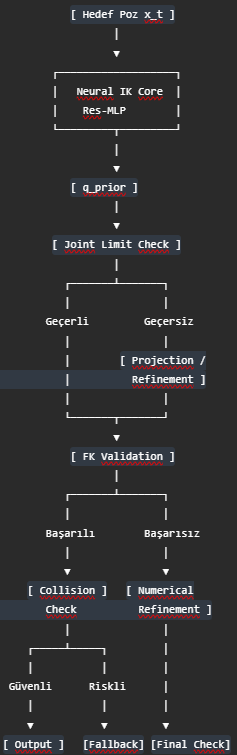 [ Hedef Poz x_t ]
Neural IK Core
Res-MLP
[ q_prior ]
[ Joint Limit Check ]
Geçerli Geçersiz
[ Projection /
Refinement ]
[ FK Validation ]
Başarılı Başarısız
[ Collision ] [ Numerical
Check Refinement ]
Güvenli Riskli
[ Output ] [Fallback] [Final Check]